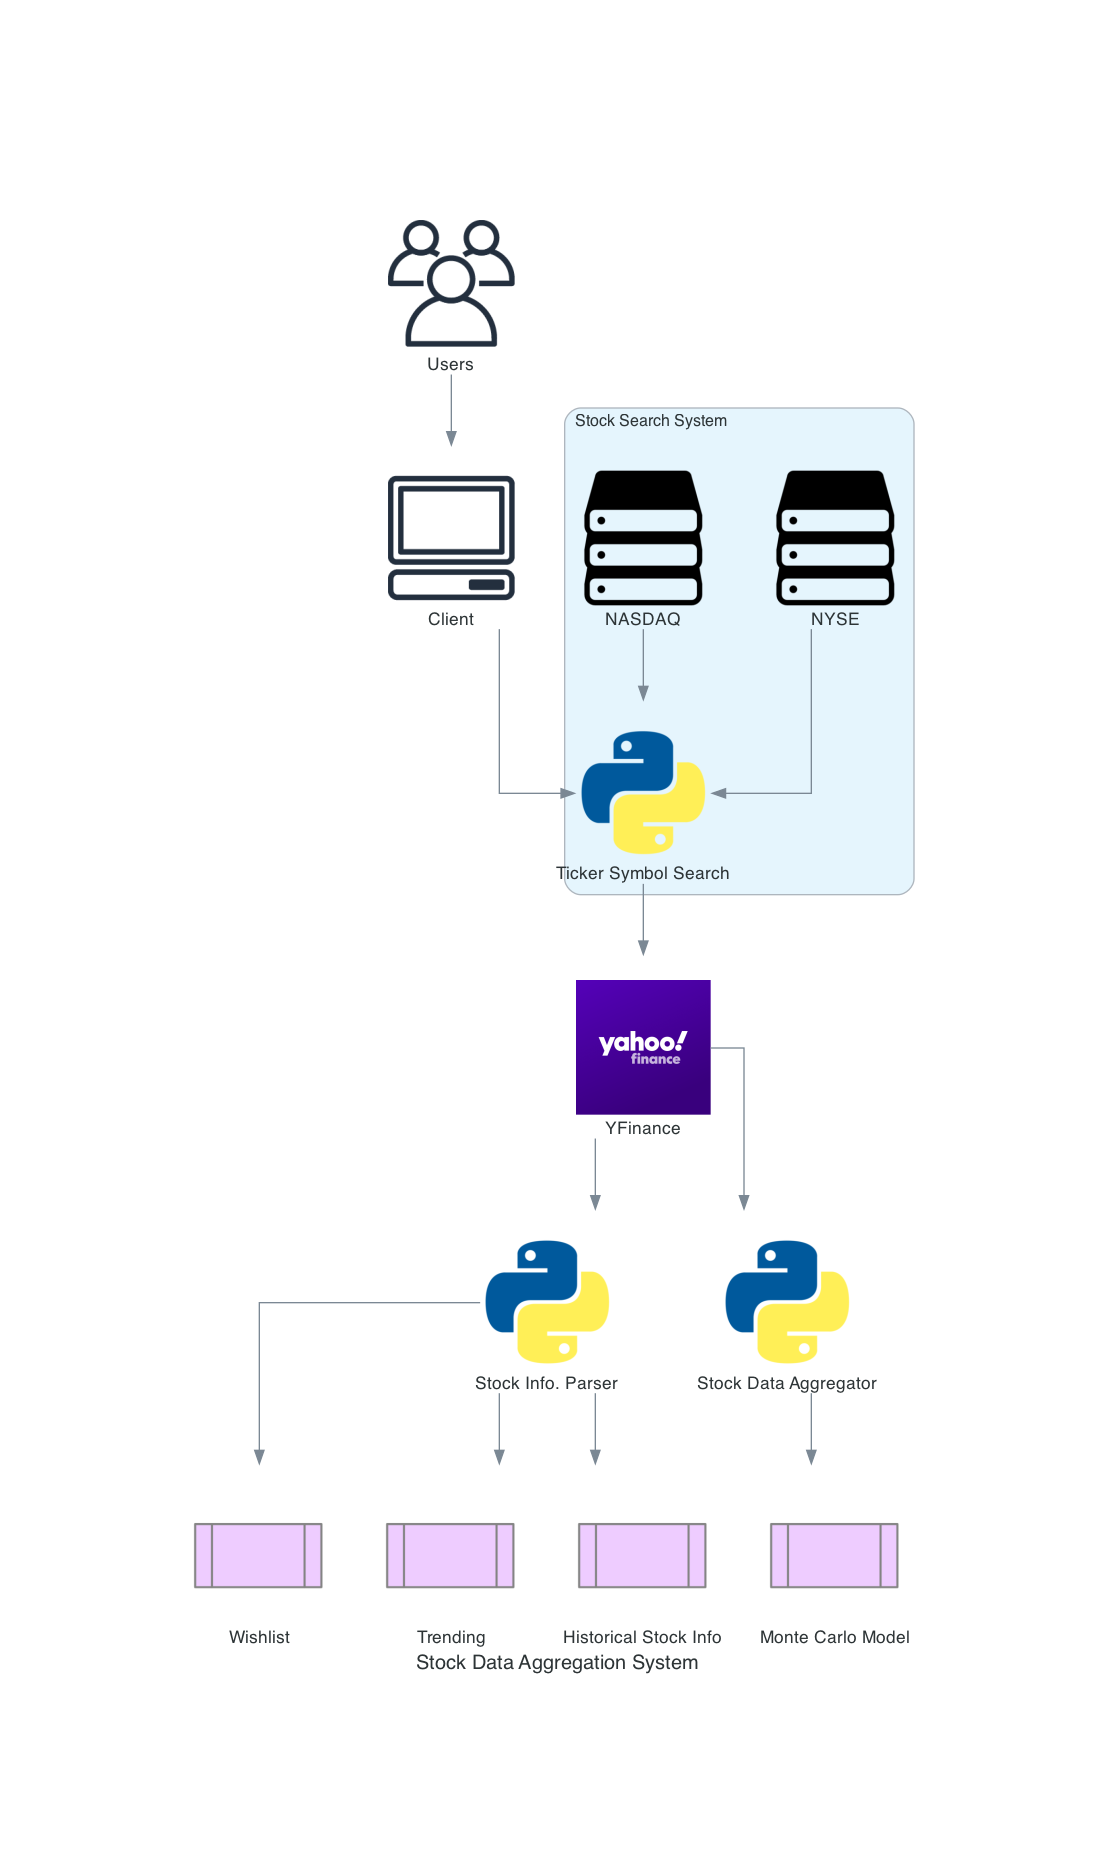 Users
Stock Search System
Client
NASDAQ
NYSE
Ticker Symbol Search
yahoo!
finance
YFinance
Stock Info. Parser
Stock Data Aggregator
Wishlist
Trending
Historical Stock Info
Monte Carlo Model
Stock Data Aggregation System